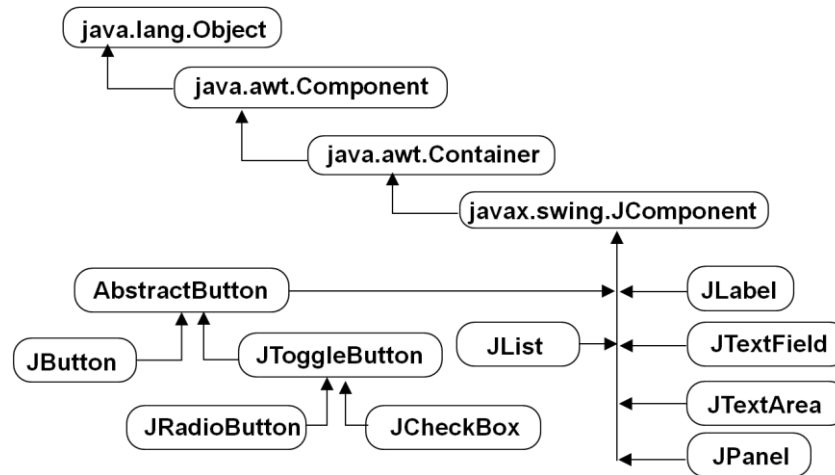 java.lang.Object
java.awt.Component
java.awt.Container
javax.swing.JComponent
AbstractButton
JLabel
JButton
JToggleButton
JList
JTextField
JRadioButton
JCheckBox
JTextArea
JPanel